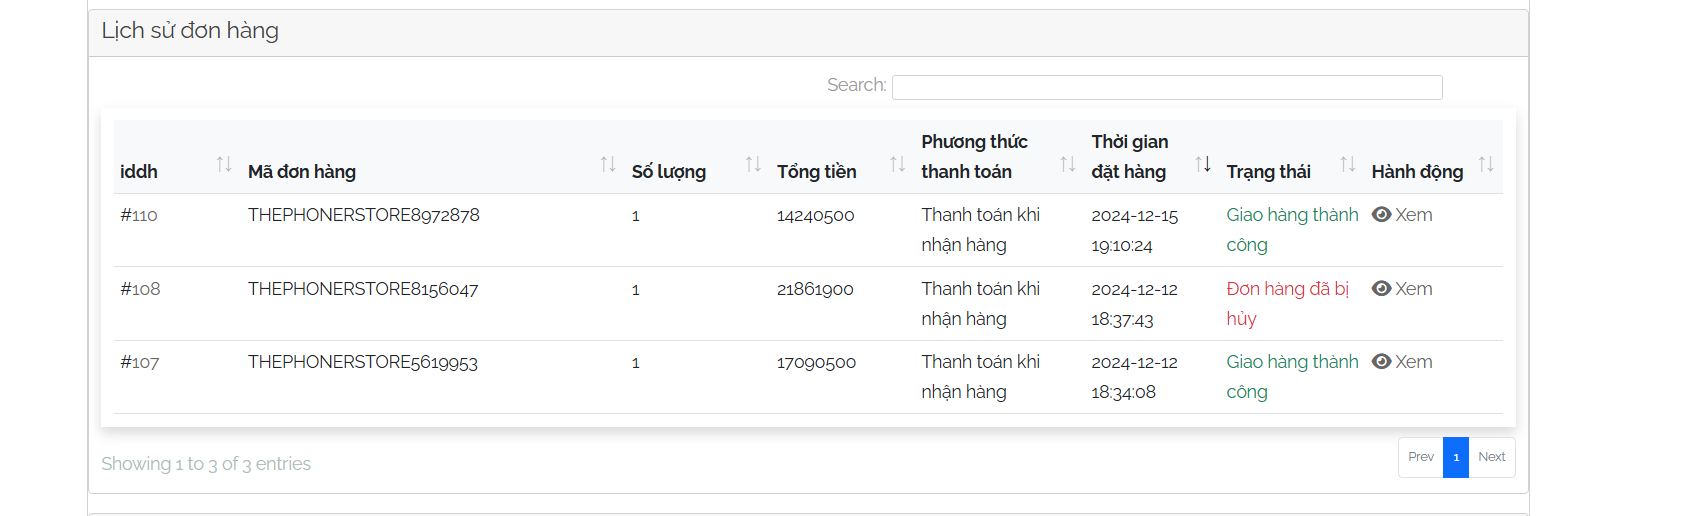 Lịch sử đơn hàng
Search:
iddh Mã đơn hàng Số lượng Tổng tiền Phương thức thanh toán Thời gian đặt hàng Trạng thái Hành động
#110 THEPHONERSTORE8972878 1 14240500 Thanh toán khi nhận hàng 2024-12-15 19:10:24 Giao hàng thành công Xem
#108 THEPHONERSTORE8156047 1 21861900 Thanh toán khi nhận hàng 2024-12-12 18:37:43 Đơn hàng đã bị hủy Xem
#107 THEPHONERSTORE5619953 1 17090500 Thanh toán khi nhận hàng 2024-12-12 18:34:08 Giao hàng thành công Xem
Showing 1 to 3 of 3 entries
Prev 1 Next